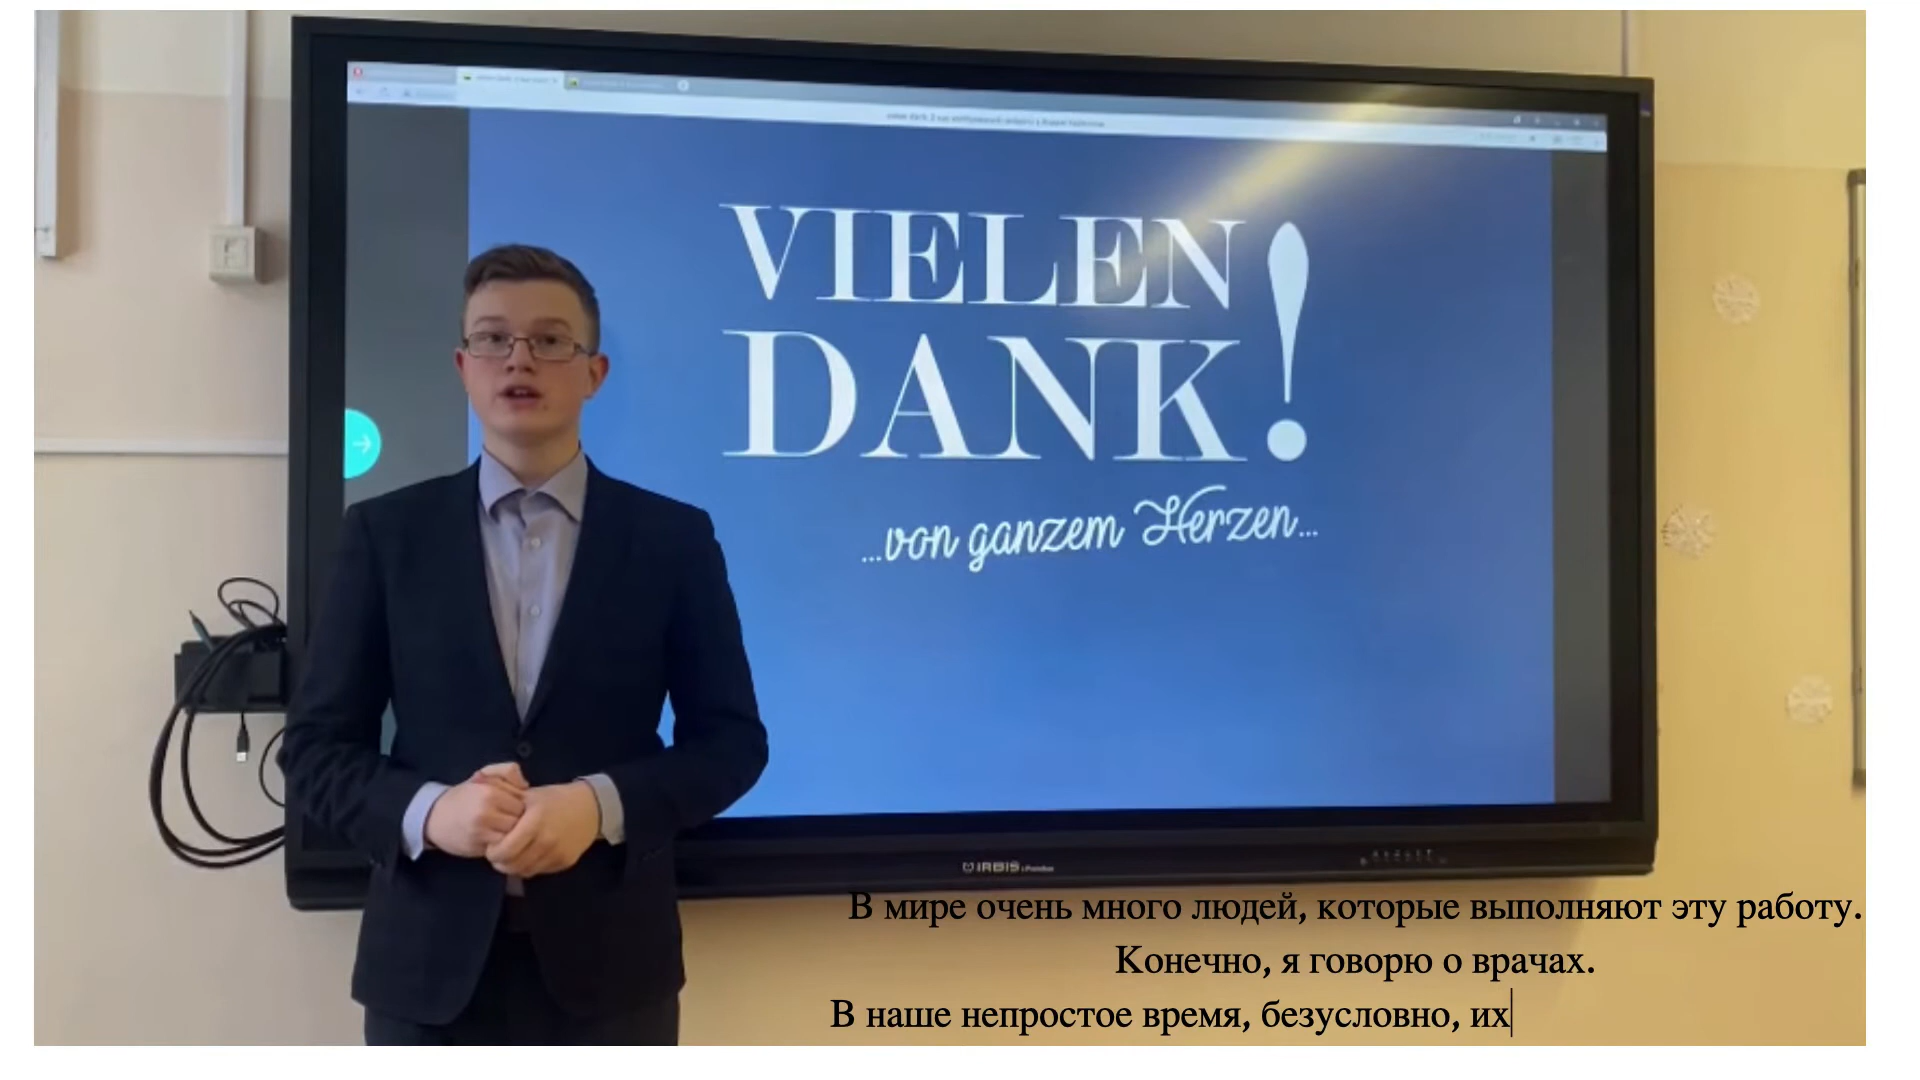 VIELEN
DANK!
...von ganzem Herzen...
IRBIS
В мире очень много людей, которые выполняют эту работу.
Конечно, я говорю о врачах.
В наше непростое время, безусловно, их